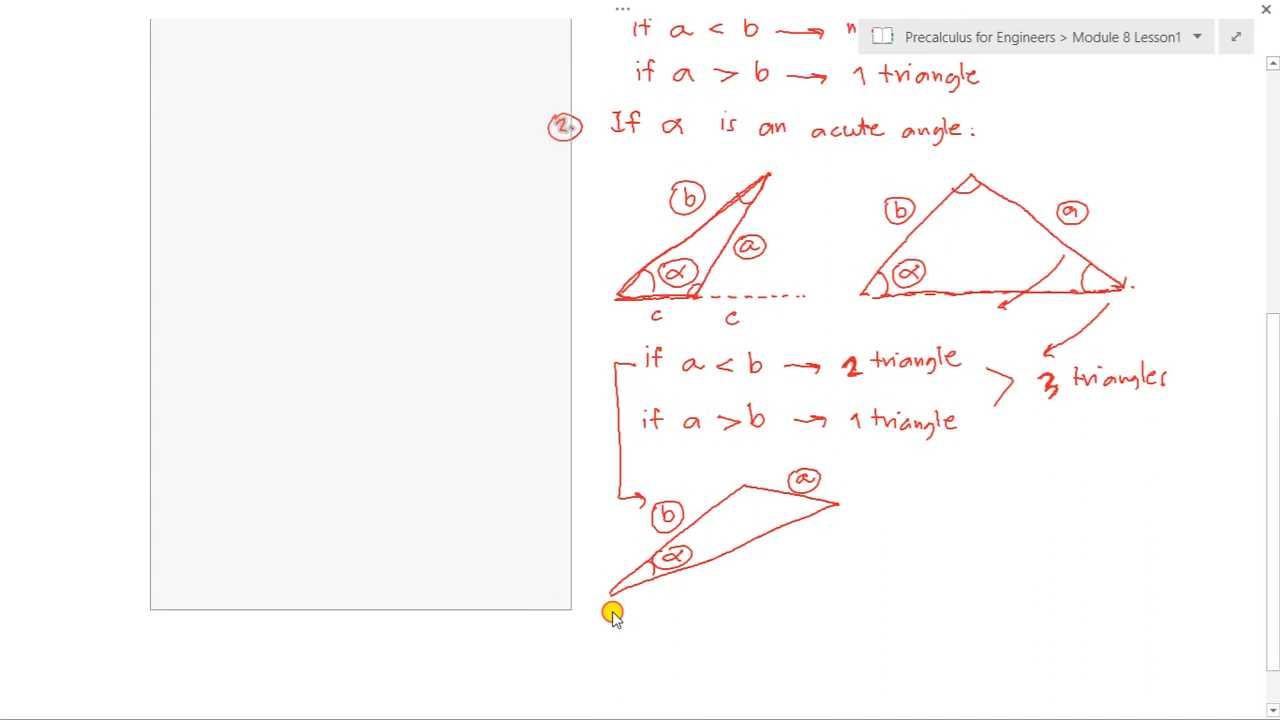 if a < b →
Precalculus for Engineers > Module 8 Lesson1
if a > b → 1 triangle
2. If α is an acute angle:
b a α c c
b a α
if a < b → 2 triangle
if a > b → 1 triangle
3 triangles
b a α